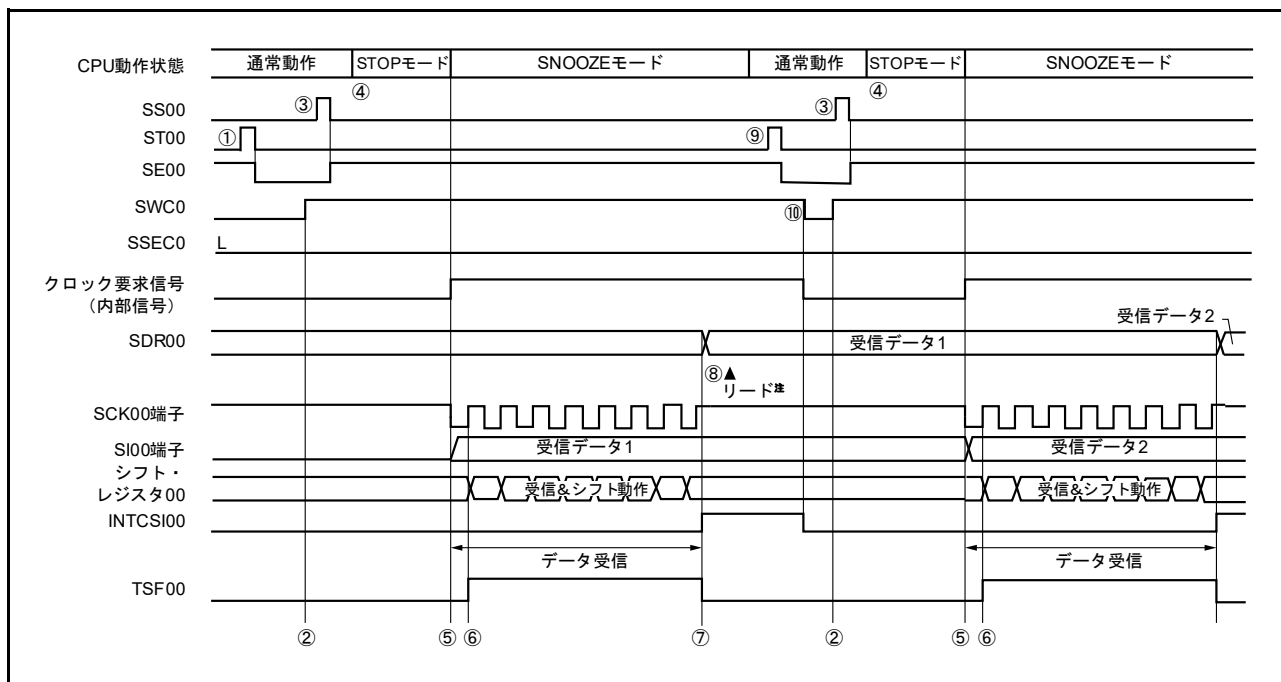 CPU動作状態 通常動作 STOPモード SNOOZEモード 通常動作 STOPモード SNOOZEモード
④ ④
SS00 ③ ③
ST00 ① ⑨
SE00
SWC0 ⑩
SSEC0 L
クロック要求信号
(内部信号)
受信データ2
SDR00 受信データ1
⑧▲
リード注
SCK00端子
SI00端子 受信データ1 受信データ2
シフト・
レジスタ00 受信&シフト動作 受信&シフト動作
INTCSI00
データ受信 データ受信
TSF00
② ⑤ ⑥ ⑦ ② ⑤ ⑥